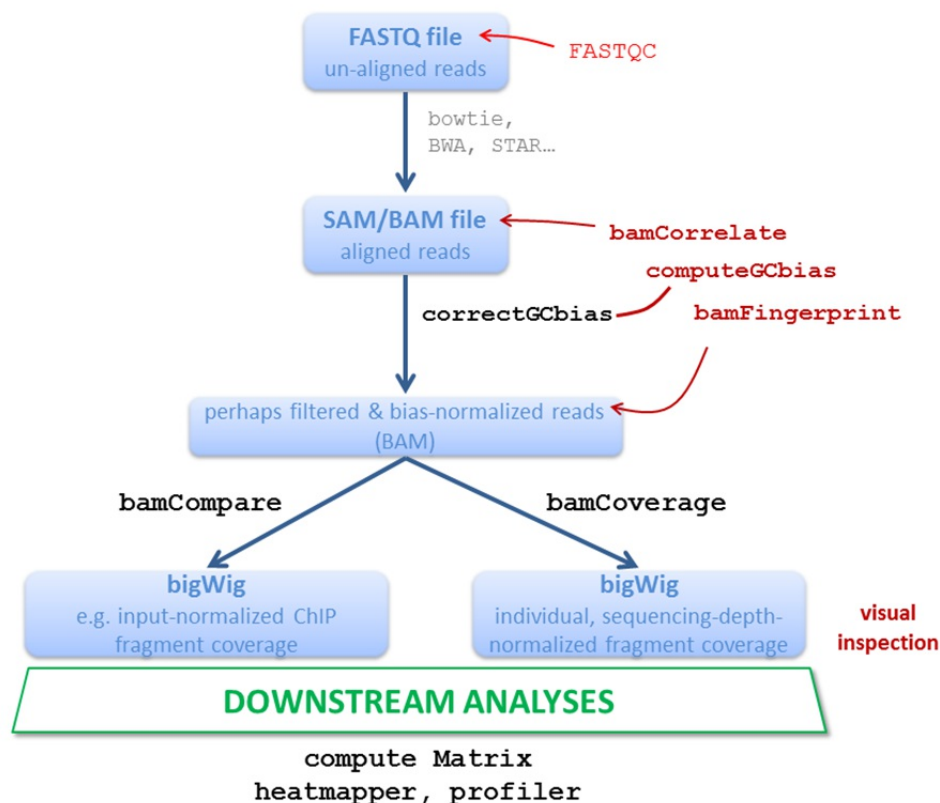 FASTQ file
un-aligned reads
FASTQC
bowtie,
BWA, STAR…
SAM/BAM file
aligned reads
bamCorrelate
computeGCbias
correctGCbias
bamFingerprint
perhaps filtered & bias-normalized reads
(BAM)
bamCompare
bamCoverage
bigWig
e.g. input-normalized ChIP
fragment coverage
bigWig
individual, sequencing-depth-
normalized fragment coverage
visual
inspection
DOWNSTREAM ANALYSES
compute Matrix
heatmapper, profiler